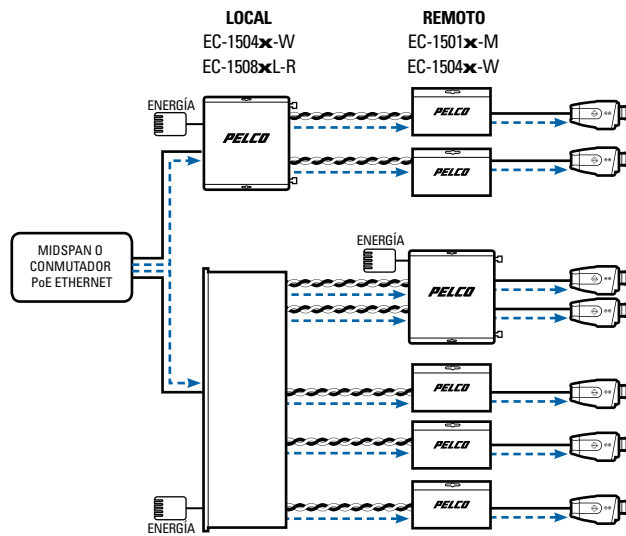 LOCAL
EC-1504x-W
EC-1508xL-R
REMOTO
EC-1501x-M
EC-1504x-W
ENERGÍA
PELCO
PELCO
PELCO
MIDSPAN O
CONMUTADOR
PoE ETHERNET
ENERGÍA
PELCO
PELCO
PELCO
PELCO
ENERGÍA